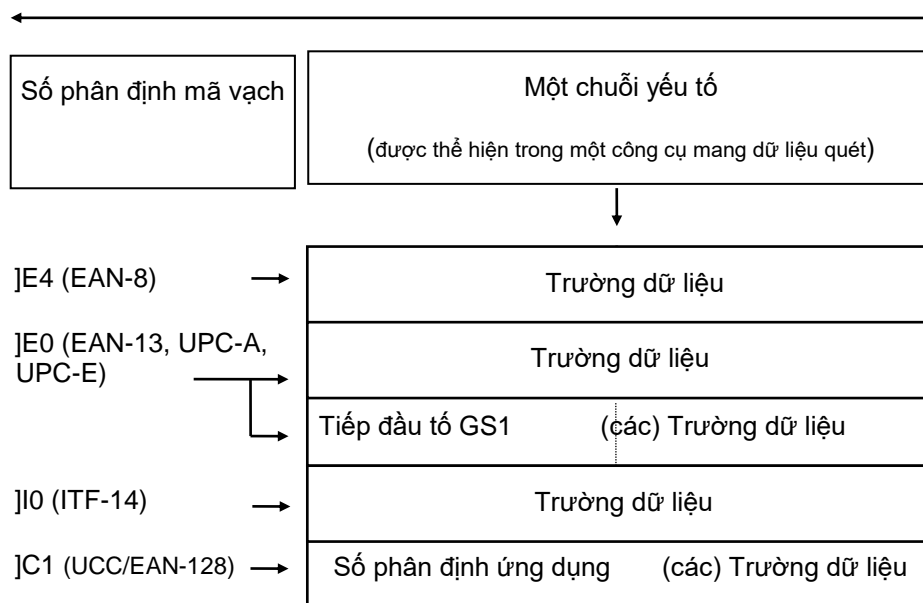 Số phân định mã vạch
Một chuỗi yếu tố
(được thể hiện trong một công cụ mang dữ liệu quét)
]E4 (EAN-8)
Trường dữ liệu
]E0 (EAN-13, UPC-A,
UPC-E)
Trường dữ liệu
Tiếp đầu tố GS1 (các) Trường dữ liệu
]I0 (ITF-14)
Trường dữ liệu
]C1 (UCC/EAN-128)
Số phân định ứng dụng (các) Trường dữ liệu